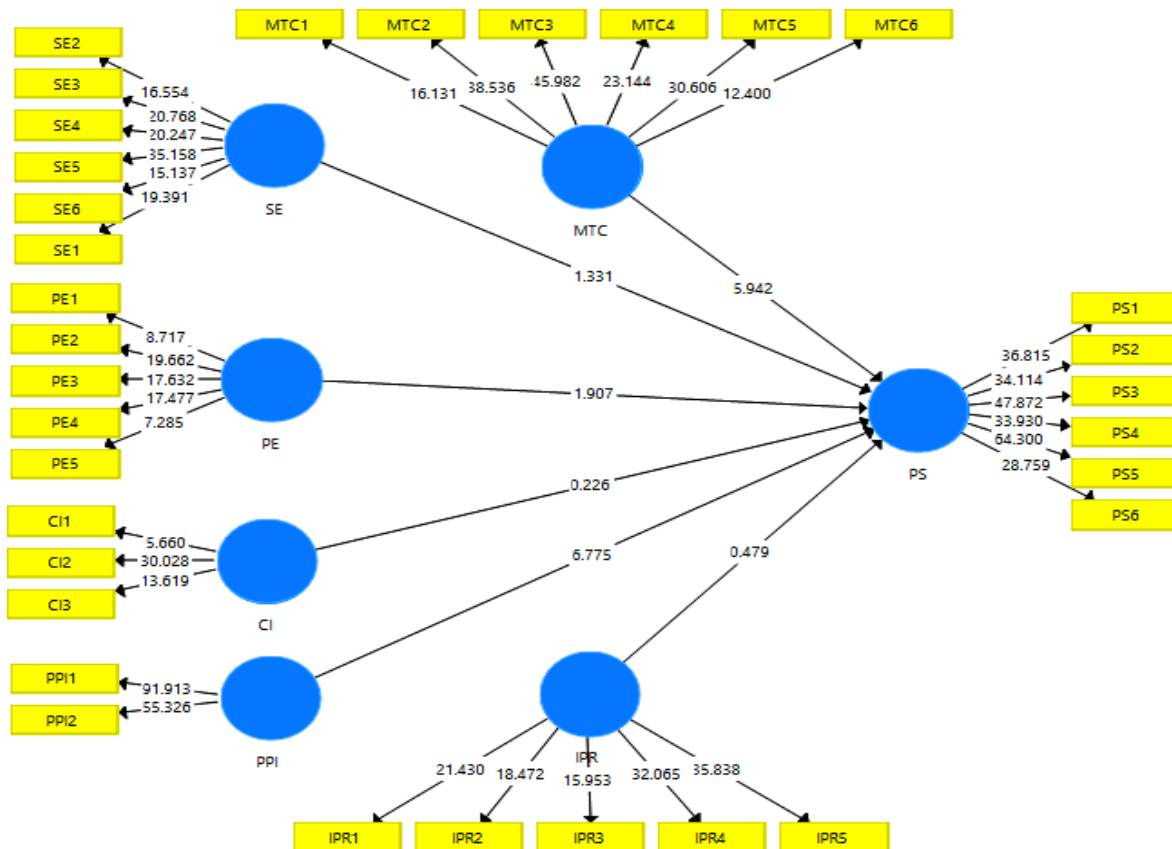 MTC1
MTC2
MTC3
MTC4
MTC5
MTC6
16.131
38.536
45.982
23.144
30.606
12.400
MTC
SE2
SE3
SE4
SE5
SE6
SE1
16.554
20.768
20.247
35.158
15.137
19.391
SE
1.331
5.942
PE1
PE2
PE3
PE4
PE5
8.717
19.662
17.632
17.477
7.285
PE
1.907
PS1
PS2
PS3
PS4
PS5
PS6
36.815
34.114
47.872
33.930
64.300
28.759
PS
CI1
CI2
CI3
5.660
30.028
13.619
CI
0.226
6.775
0.479
PPI1
PPI2
91.913
55.326
PPI
IPR
21.430
18.472
15.953
32.065
35.838
IPR1
IPR2
IPR3
IPR4
IPR5